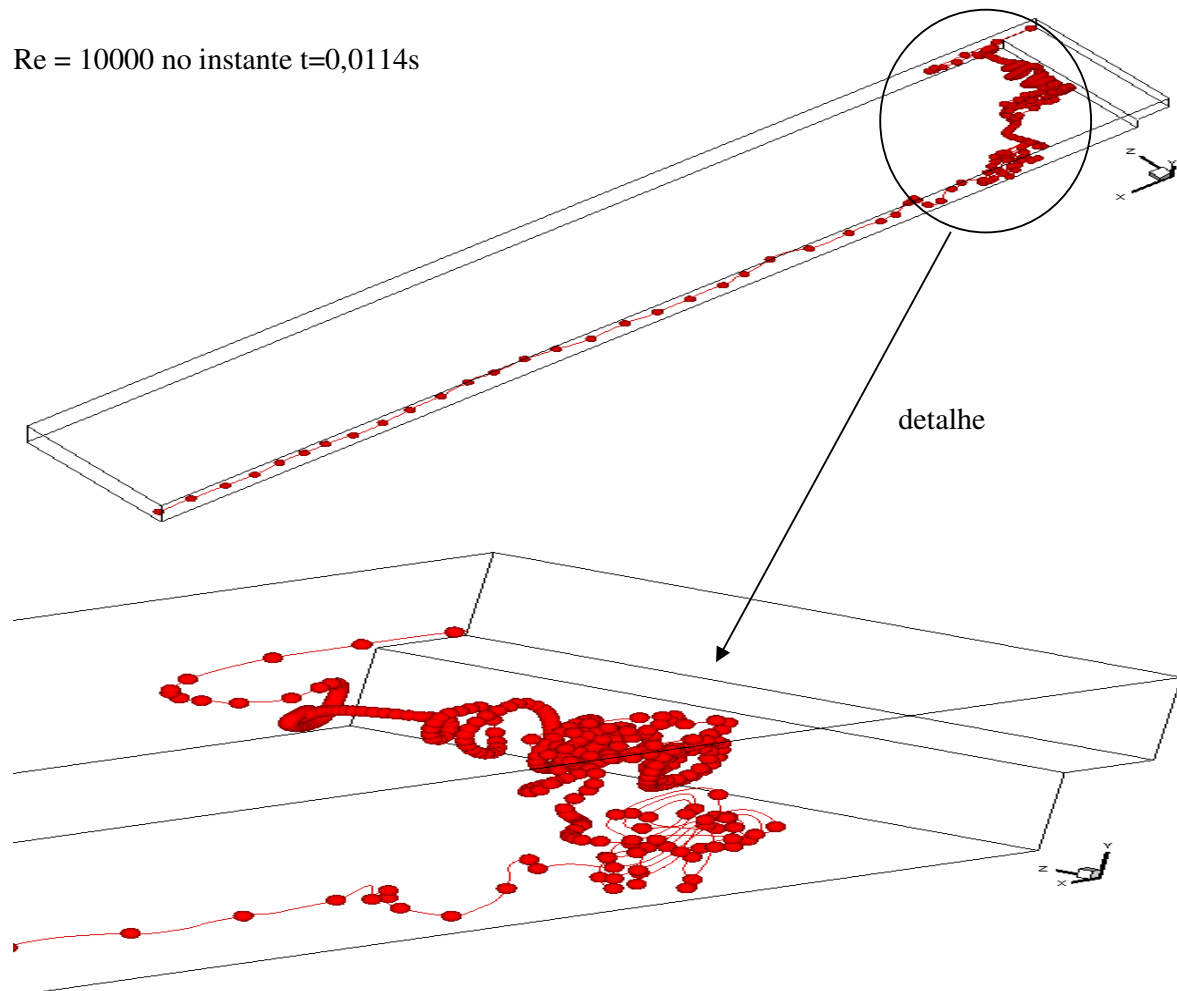 Re = 10000 no instante t=0,0114s
Z
Y
X
detalhe
Y
Z
X